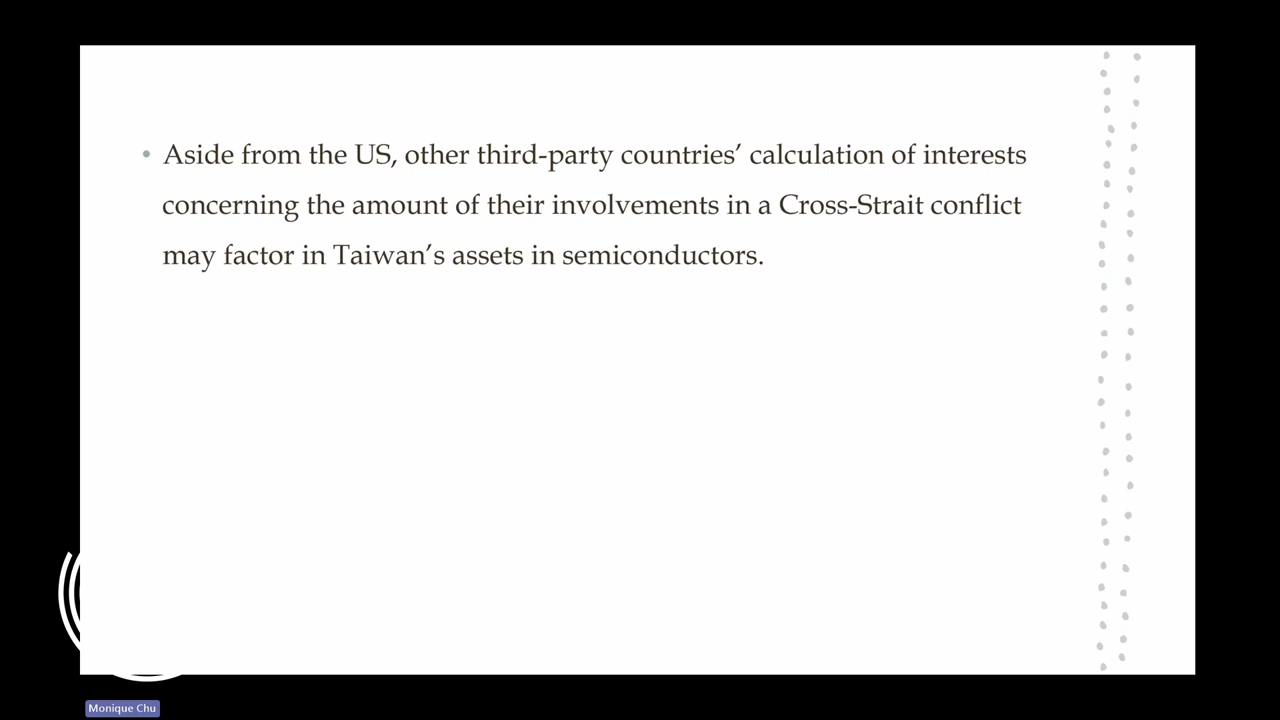 • Aside from the US, other third-party countries’ calculation of interests
concerning the amount of their involvements in a Cross-Strait conflict
may factor in Taiwan’s assets in semiconductors.
Monique Chu